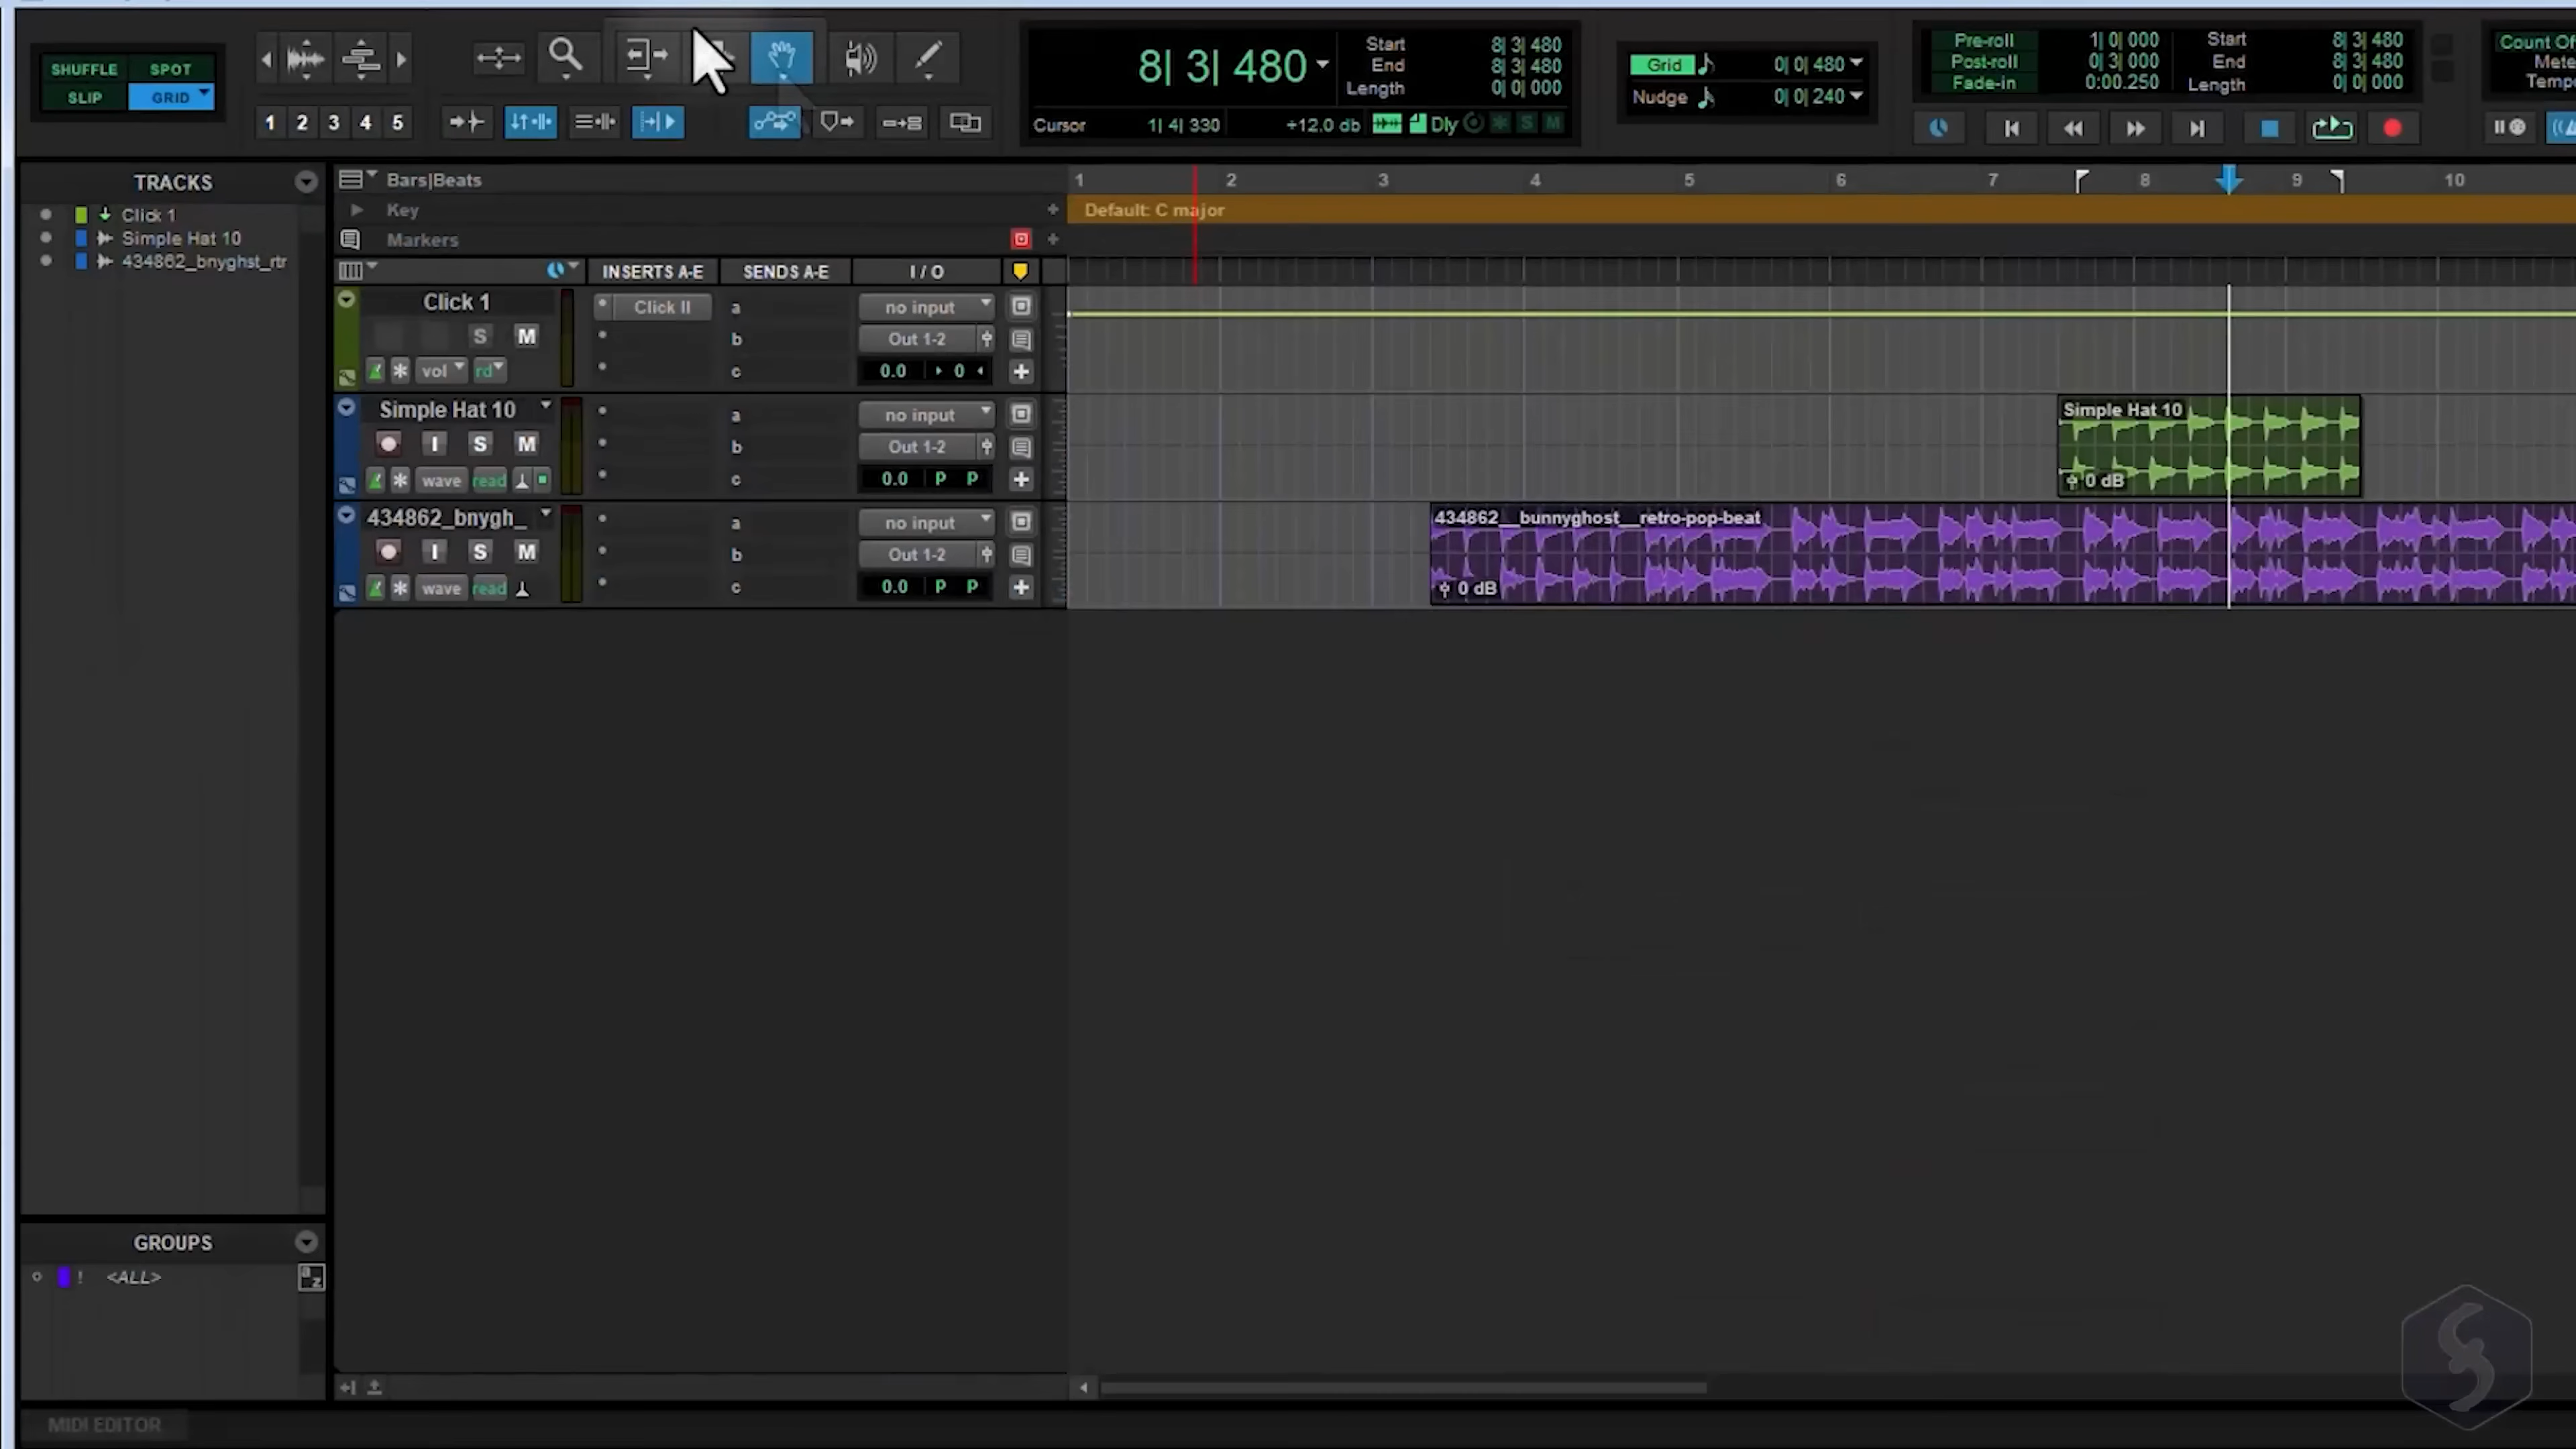 SHUFFLE SPOT
SLIP GRID
1 2 3 4 5
8| 3| 480
Start 8| 3| 480
End 8| 3| 480
Length 0| 0| 000
Cursor 1| 4| 330 +12.0 db Dly S M
Grid 0| 0| 480
Nudge 0| 0| 240
Pre-roll 1| 0| 000 Start 8| 3| 480
Post-roll 0| 3| 000 End 8| 3| 480
Fade-in 0:00.250 Length 0| 0| 000
Count Of
Mete
Temp
TRACKS
Click 1
Simple Hat 10
434862_bnyghst_rtr
Bars|Beats 1 2 3 4 5 6 7 8 9 10
Key Default: C major
Markers
INSERTS A-E SENDS A-E I / O
Click 1 Click II a no input
S M b Out 1-2
vol rd c 0.0 0
Simple Hat 10 a no input
I S M b Out 1-2
wave read c 0.0 P P
Simple Hat 10
0 dB
434862_bnygh_ a no input
I S M b Out 1-2
wave read c 0.0 P P
434862__bunnyghost__retro-pop-beat
0 dB
GROUPS
! <ALL> a z
MIDI EDITOR